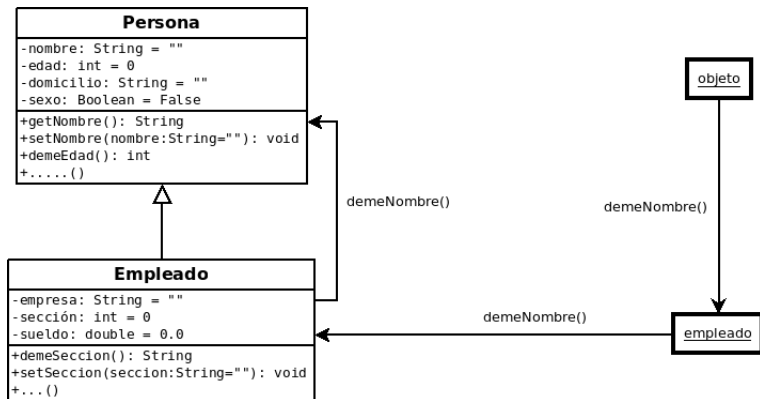 Persona
-nombre: String = ""
-edad: int = 0
-domicilio: String = ""
-sexo: Boolean = False
+getNombre(): String
+setNombre(nombre:String=""): void
+demeEdad(): int
+.....()
objeto
demeNombre()
demeNombre()
Empleado
-empresa: String = ""
-sección: int = 0
-sueldo: double = 0.0
+demeSeccion(): String
+setSeccion(seccion:String=""): void
+...()
demeNombre()
empleado